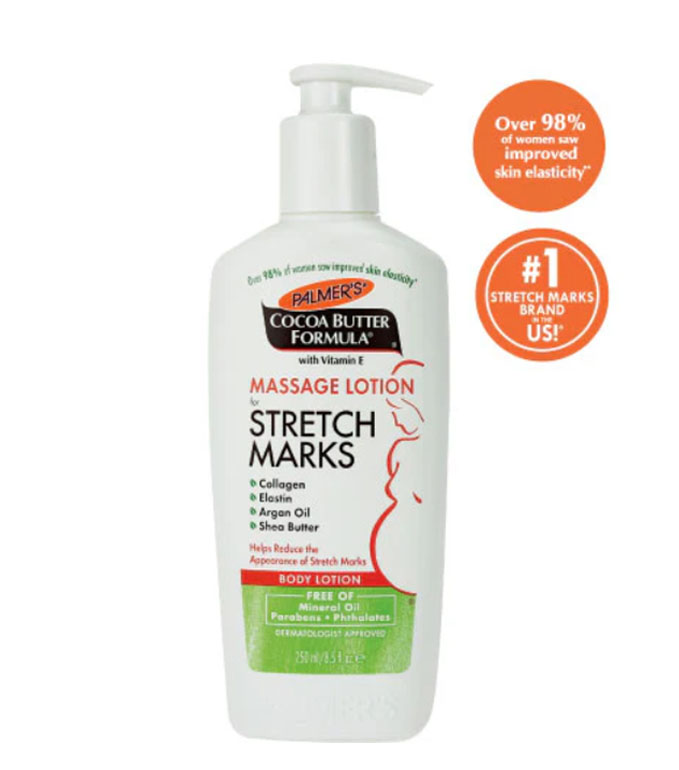 Over 98% of women saw improved skin elasticity**
PALMER'S®
COCOA BUTTER
FORMULA®
with Vitamin E
MASSAGE LOTION
for
STRETCH
MARKS
Collagen
Elastin
Argan Oil
Shea Butter
Helps Reduce the
Appearance of Stretch Marks
BODY LOTION
FREE OF
Mineral Oil
Parabens • Phthalates
DERMATOLOGIST APPROVED
250 ml/8.5 fl. oz. e
PALMER'S
Over 98%
of women saw
improved
skin elasticity**
#1
STRETCH MARKS
BRAND
IN THE
US!*